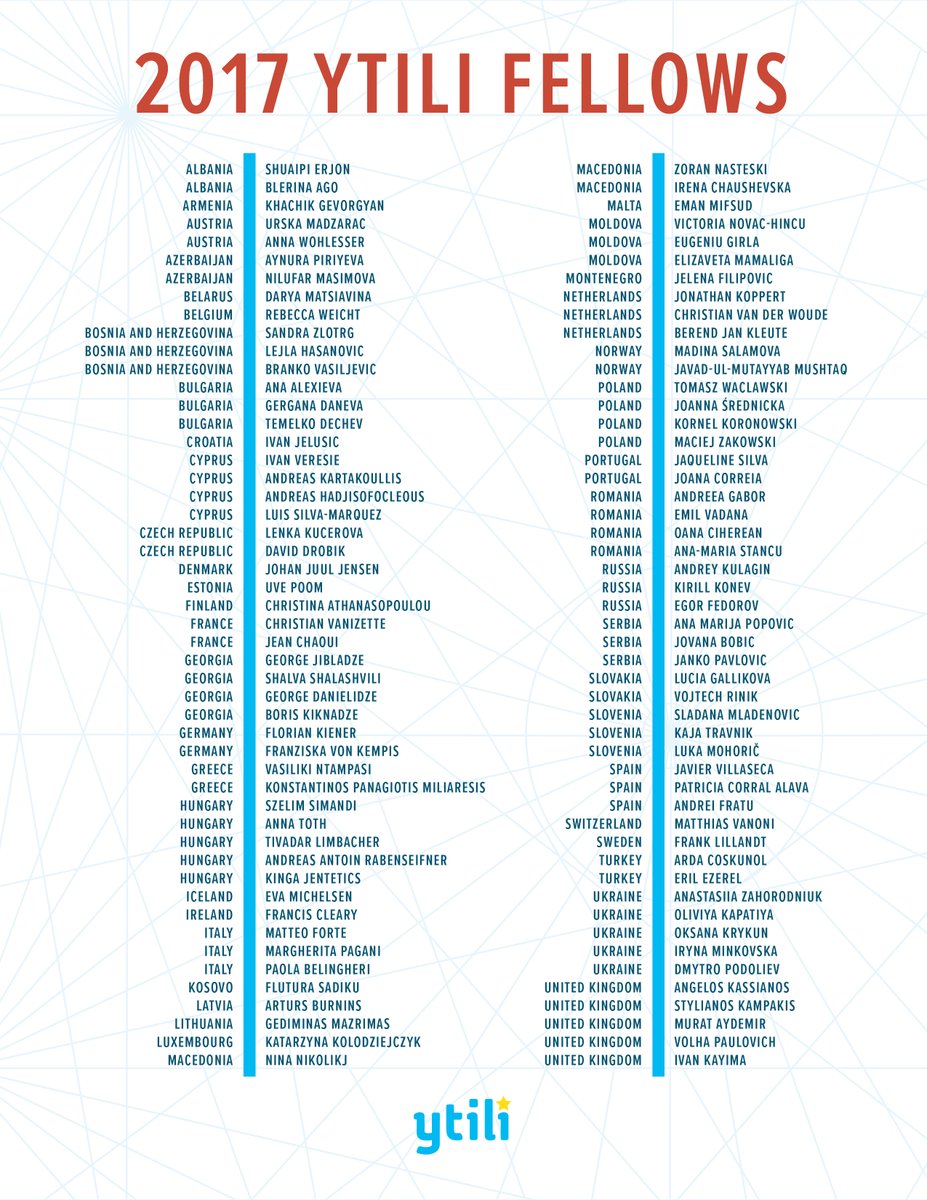 2017 YTILI FELLOWS
ALBANIA SHUAIPI ERJON
ALBANIA BLERINA AGO
ARMENIA KHACHIK GEVORGYAN
AUSTRIA URSKA MADZARAC
AUSTRIA ANNA WOHLESSER
AZERBAIJAN AYNURA PIRIYEVA
AZERBAIJAN NILUFAR MASIMOVA
BELARUS DARYA MATSIAVINA
BELGIUM REBECCA WEICHT
BOSNIA AND HERZEGOVINA SANDRA ZLOTRG
BOSNIA AND HERZEGOVINA LEJLA HASANOVIC
BOSNIA AND HERZEGOVINA BRANKO VASILJEVIC
BULGARIA ANA ALEXIEVA
BULGARIA GERGANA DANEVA
BULGARIA TEMELKO DECHEV
CROATIA IVAN JELUSIC
CYPRUS IVAN VERESIE
CYPRUS ANDREAS KARTAKOULLIS
CYPRUS ANDREAS HADJISOFOCLEOUS
CYPRUS LUIS SILVA-MARQUEZ
CZECH REPUBLIC LENKA KUCEROVA
CZECH REPUBLIC DAVID DROBIK
DENMARK JOHAN JUUL JENSEN
ESTONIA UVE POOM
FINLAND CHRISTINA ATHANASOPOULOU
FRANCE CHRISTIAN VANIZETTE
FRANCE JEAN CHAOUI
GEORGIA GEORGE JIBLADZE
GEORGIA SHALVA SHALASHVILI
GEORGIA GEORGE DANIELIDZE
GEORGIA BORIS KIKNADZE
GERMANY FLORIAN KIENER
GERMANY FRANZISKA VON KEMPIS
GREECE VASILIKI NTAMPASI
GREECE KONSTANTINOS PANAGIOTIS MILIARESIS
HUNGARY SZELIM SIMANDI
HUNGARY ANNA TOTH
HUNGARY TIVADAR LIMBACHER
HUNGARY ANDREAS ANTOIN RABENSEIFNER
HUNGARY KINGA JENTETICS
ICELAND EVA MICHELSEN
IRELAND FRANCIS CLEARY
ITALY MATTEO FORTE
ITALY MARGHERITA PAGANI
ITALY PAOLA BELINGHERI
KOSOVO FLUTURA SADIKU
LATVIA ARTURS BURNINS
LITHUANIA GEDIMINAS MAZRIMAS
LUXEMBOURG KATARZYNA KOLODZIEJCZYK
MACEDONIA NINA NIKOLIKJ
MACEDONIA ZORAN NASTESKI
MACEDONIA IRENA CHAUSHEVSKA
MALTA EMAN MIFSUD
MOLDOVA VICTORIA NOVAC-HINCU
MOLDOVA EUGENIU GIRLA
MOLDOVA ELIZAVETA MAMALIGA
MONTENEGRO JELENA FILIPOVIC
NETHERLANDS JONATHAN KOPPERT
NETHERLANDS CHRISTIAN VAN DER WOUDE
NETHERLANDS BEREND JAN KLEUTE
NORWAY MADINA SALAMOVA
NORWAY JAVAD-UL-MUTAYYAB MUSHTAQ
POLAND TOMASZ WACLAWSKI
POLAND JOANNA ŚREDNICKA
POLAND KORNEL KORONOWSKI
POLAND MACIEJ ZAKOWSKI
PORTUGAL JAQUELINE SILVA
PORTUGAL JOANA CORREIA
ROMANIA ANDREEA GABOR
ROMANIA EMIL VADANA
ROMANIA OANA CIHEREAN
ROMANIA ANA-MARIA STANCU
RUSSIA ANDREY KULAGIN
RUSSIA KIRILL KONEV
RUSSIA EGOR FEDOROV
SERBIA ANA MARIJA POPOVIC
SERBIA JOVANA BOBIC
SERBIA JANKO PAVLOVIC
SLOVAKIA LUCIA GALLIKOVA
SLOVAKIA VOJTECH RINIK
SLOVENIA SLADANA MLADENOVIC
SLOVENIA KAJA TRAVNIK
SLOVENIA LUKA MOHORIČ
SPAIN JAVIER VILLASECA
SPAIN PATRICIA CORRAL ALAVA
SPAIN ANDREI FRATU
SWITZERLAND MATTHIAS VANONI
SWEDEN FRANK LILLANDT
TURKEY ARDA COSKUNOL
TURKEY ERIL EZEREL
UKRAINE ANASTASIIA ZAHORODNIUK
UKRAINE OLIVIYA KAPATIYA
UKRAINE OKSANA KRYKUN
UKRAINE IRYNA MINKOVSKA
UKRAINE DMYTRO PODOLIEV
UNITED KINGDOM ANGELOS KASSIANOS
UNITED KINGDOM STYLIANOS KAMPAKIS
UNITED KINGDOM MURAT AYDEMIR
UNITED KINGDOM VOLHA PAULOVICH
UNITED KINGDOM IVAN KAYIMA
ytili